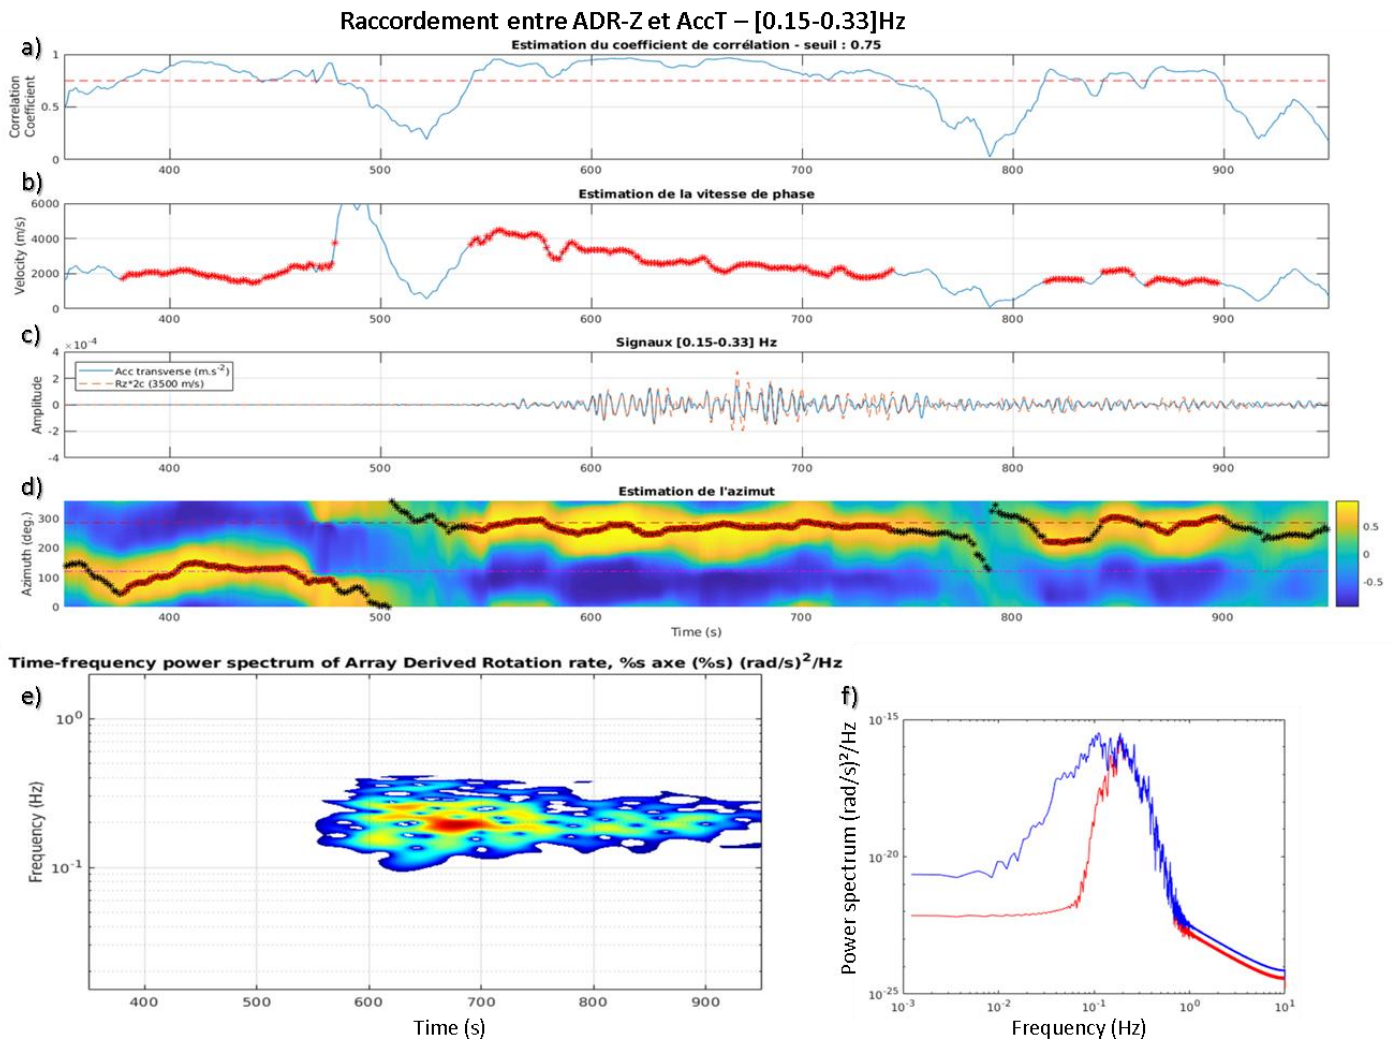 Raccordement entre ADR-Z et AccT – [0.15-0.33]Hz
a)
Estimation du coefficient de corrélation - seuil : 0.75
Correlation
Coefficient
1
0.5
0
400 500 600 700 800 900
b)
Estimation de la vitesse de phase
Velocity (m/s)
6000
4000
2000
0
400 500 600 700 800 900
c)
Signaux [0.15-0.33] Hz
×10⁻⁴
Amplitude
4
2
0
-2
-4
Acc transverse (m.s⁻²)
Rz*2c (3500 m/s)
400 500 600 700 800 900
d)
Estimation de l'azimut
Azimuth (deg.)
300
200
100
0
0.5
0
-0.5
400 500 600 700 800 900
Time (s)
Time-frequency power spectrum of Array Derived Rotation rate, %s axe (%s) (rad/s)²/Hz
e)
Frequency (Hz)
10⁰
10⁻¹
400 500 600 700 800 900
Time (s)
f)
Power spectrum (rad/s)²/Hz
10⁻¹⁵
10⁻²⁰
10⁻²⁵
10⁻³ 10⁻² 10⁻¹ 10⁰ 10¹
Frequency (Hz)